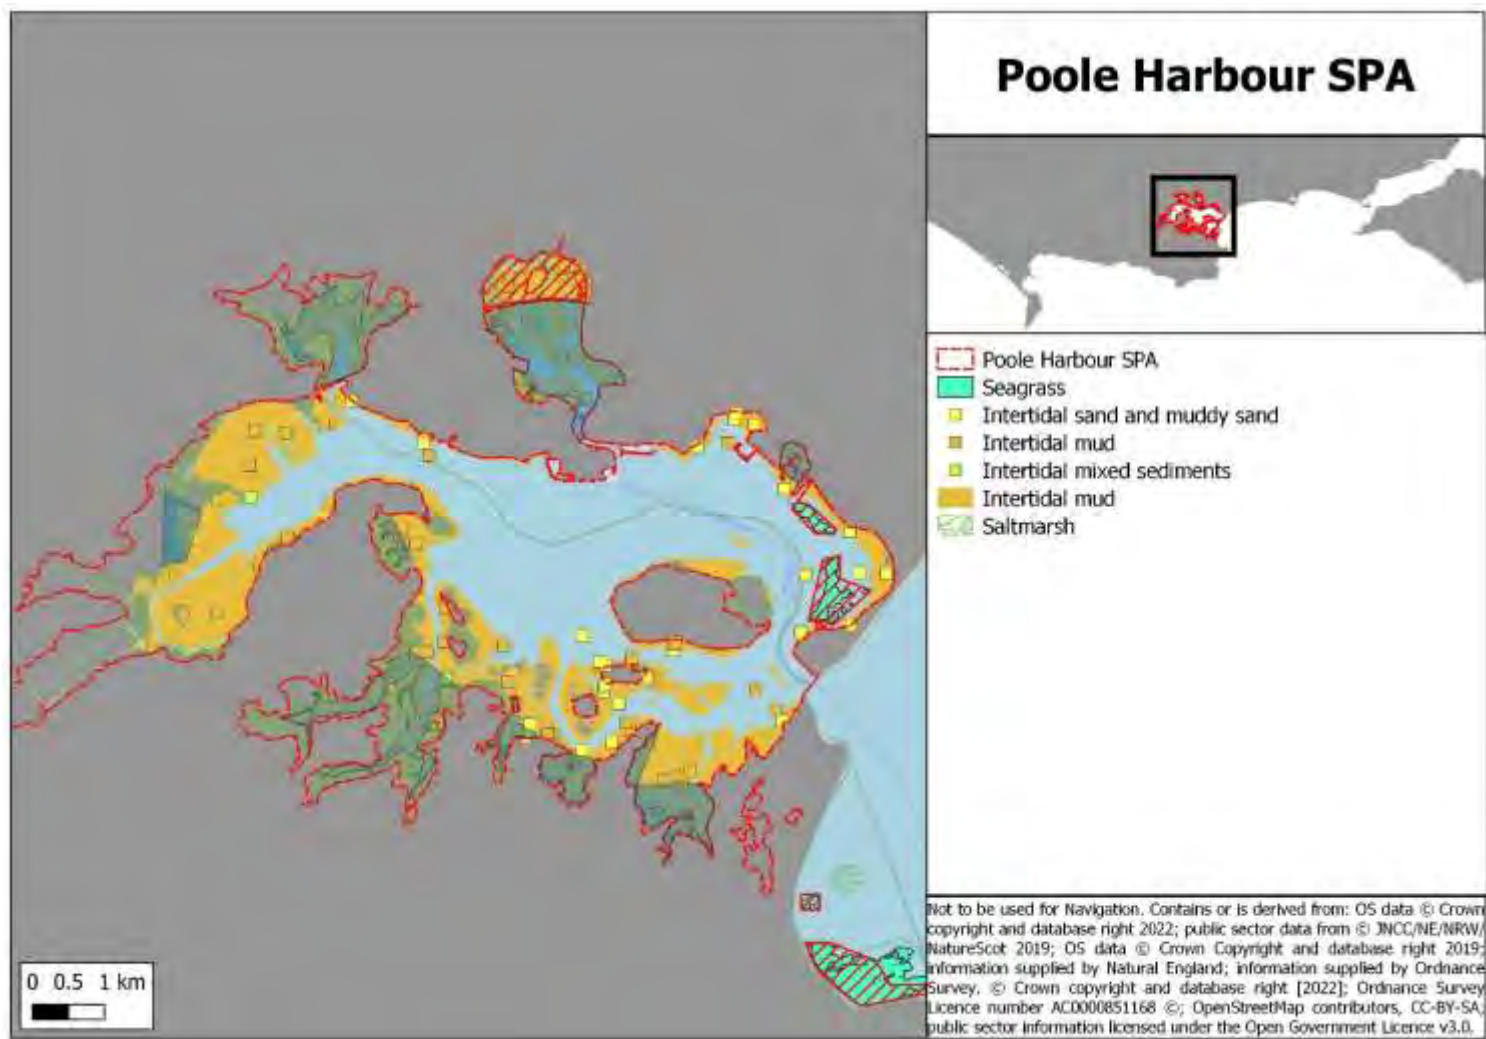 Poole Harbour SPA
Poole Harbour SPA
Seagrass
Intertidal sand and muddy sand
Intertidal mud
Intertidal mixed sediments
Intertidal mud
Saltmarsh
0 0.5 1 km
Not to be used for Navigation. Contains or is derived from: OS data © Crown
copyright and database right 2022; public sector data from © JNCC/NE/NRW/
NatureScot 2019; OS data © Crown Copyright and database right 2019;
information supplied by Natural England; information supplied by Ordnance
Survey. © Crown copyright and database right [2022]; Ordnance Survey
Licence number AC0000851168 ©; OpenStreetMap contributors, CC-BY-SA;
public sector information licensed under the Open Government Licence v3.0.